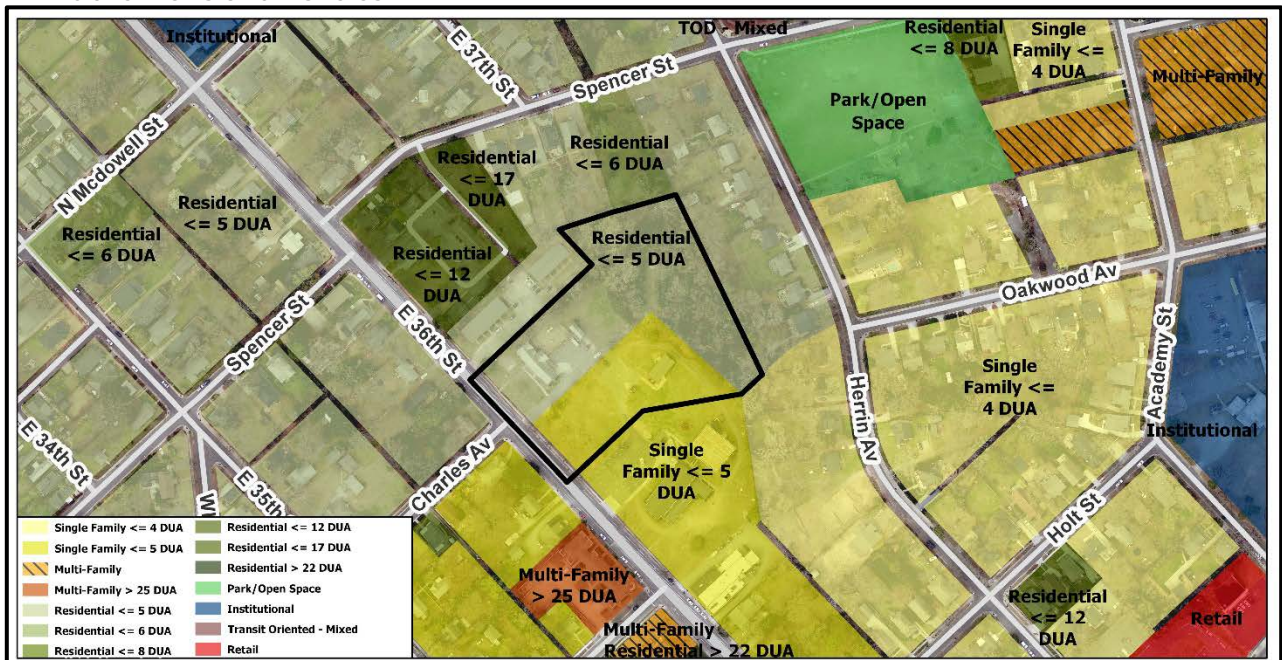 Institutional
E 37th St
Spencer St
TOD - Mixed
Residential
<= 8 DUA
Single
Family <=
4 DUA
Multi-Family
Park/Open
Space
N Mcdowell St
Residential
<= 17
DUA
Residential
<= 6 DUA
Residential
<= 5 DUA
Residential
<= 6 DUA
Residential
<= 5 DUA
Residential
<= 12
DUA
Oakwood Av
Spencer St
E 36th St
Academy St
Single
Family <=
4 DUA
Herrin Av
Institutional
E 34th St
E 35th
Charles Av
Single
Family <= 5
DUA
Holt St
Multi-Family
> 25 DUA
Residential
<= 12
DUA
Retail
Multi-Family
Residential > 22 DUA
Single Family <= 4 DUA
Single Family <= 5 DUA
Multi-Family
Multi-Family > 25 DUA
Residential <= 5 DUA
Residential <= 6 DUA
Residential <= 8 DUA
Residential <= 12 DUA
Residential <= 17 DUA
Residential > 22 DUA
Park/Open Space
Institutional
Transit Oriented - Mixed
Retail